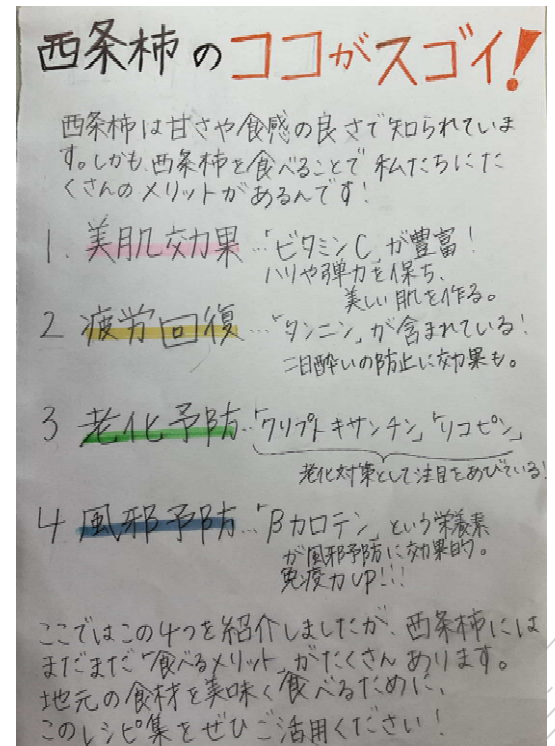 西条柿のココがスゴイ!
西条柿は甘さや食感の良さで知られていま
す。しかも、西条柿を食べることで私たちにた
くさんのメリットがあるんです!
1. 美肌効果…「ビタミンC」が豊富!
ハリや弾力を保ち、
美しい肌を作る。
2 疲労回復…「タンニン」が含まれている!
二日酔いの防止に効果も。
3 老化予防…「クリプトキサンチン」「リコピン」
老化対策として注目をあびている!
4 風邪予防…「βカロテン」という栄養素
が風邪予防に効果的。
免疫力UP!!!
ここではこの4つを紹介しましたが、西条柿には
まだまだ「食べるメリット」がたくさんあります。
地元の食材を美味く食べるために、
このレシピ集をぜひご活用ください!